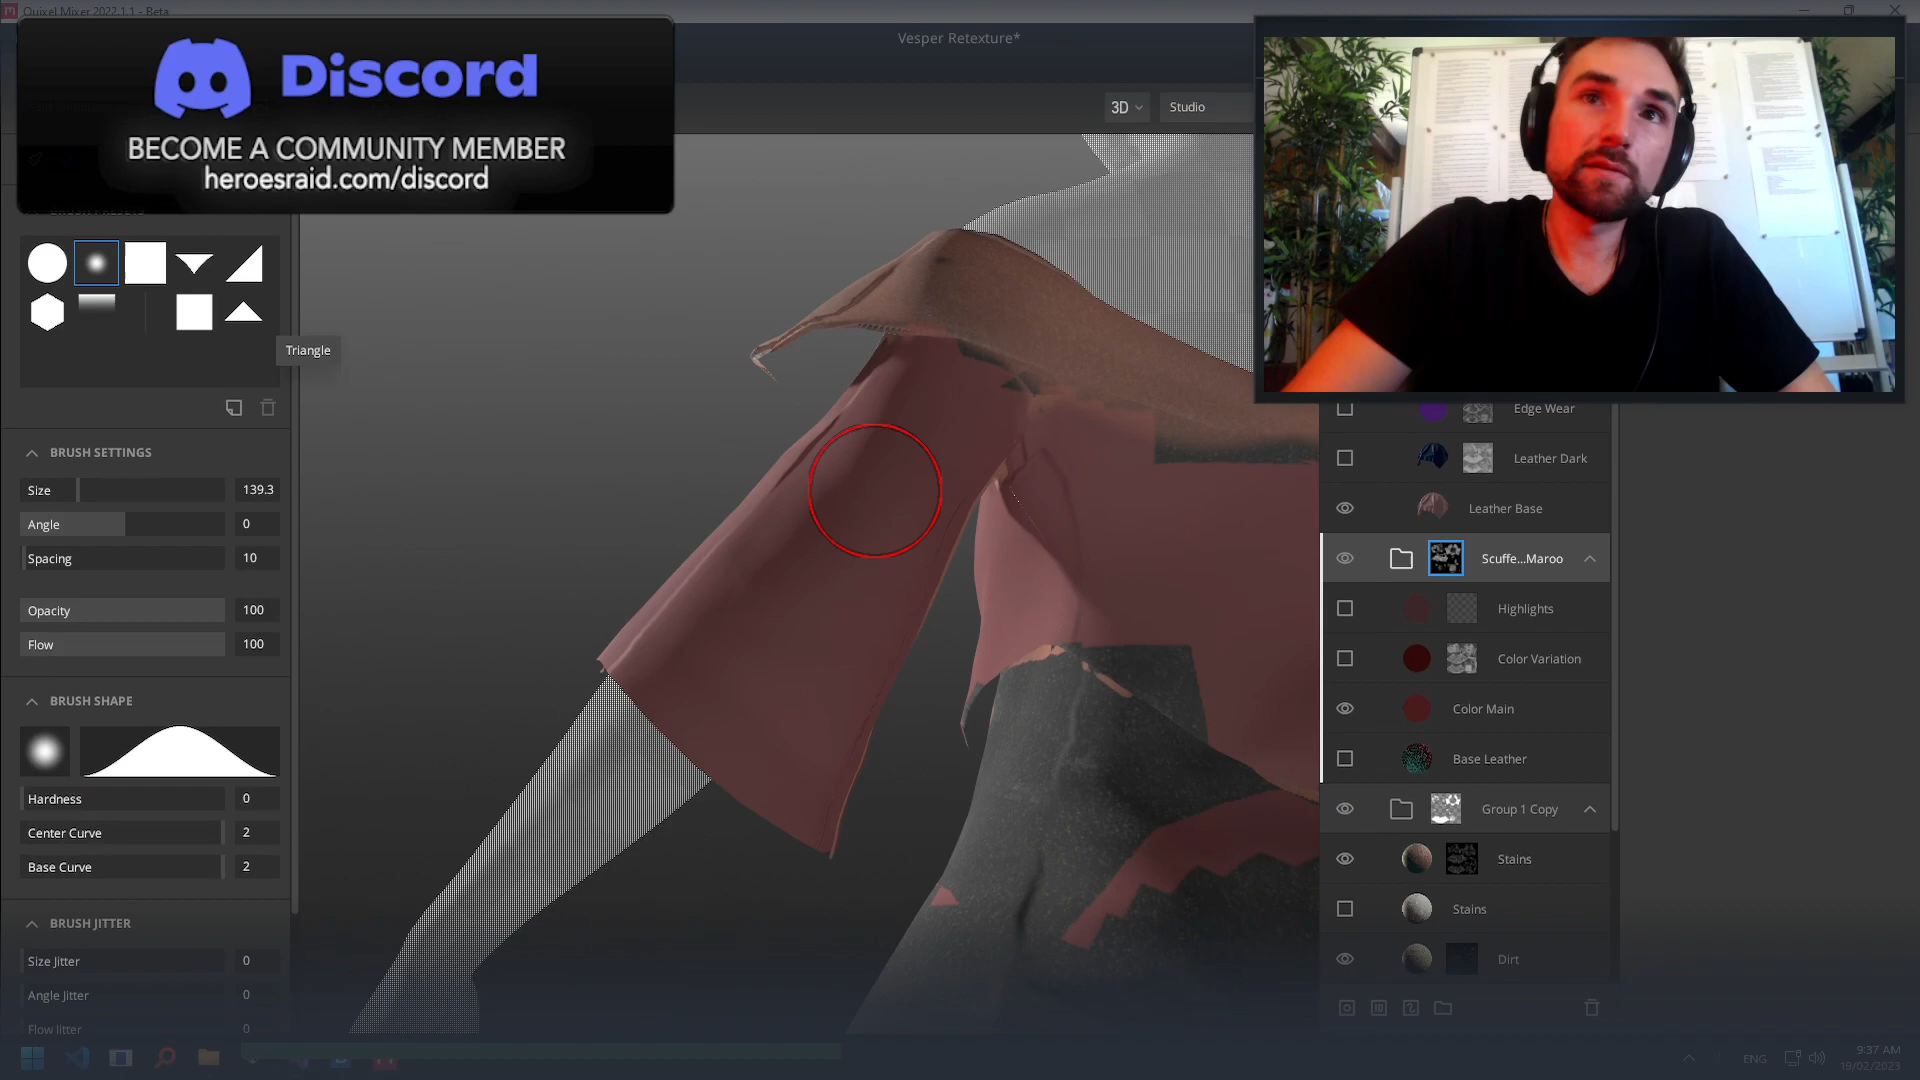 Quixel Mixer 2022.1.1 - Beta
Vesper Retexture*
Discord
BECOME A COMMUNITY MEMBER
heroesraid.com/discord
3D
Studio
Triangle
BRUSH SETTINGS
Size
139.3
Angle
0
Spacing
10
Opacity
100
Flow
100
BRUSH SHAPE
Hardness
0
Center Curve
2
Base Curve
2
BRUSH JITTER
Size Jitter
0
Angle Jitter
0
Flow Jitter
0
Edge Wear
Leather Dark
Leather Base
Scuffe...Maroo
Highlights
Color Variation
Color Main
Base Leather
Group 1 Copy
Stains
Stains
Dirt
ENG
9:37 AM
19/02/2023